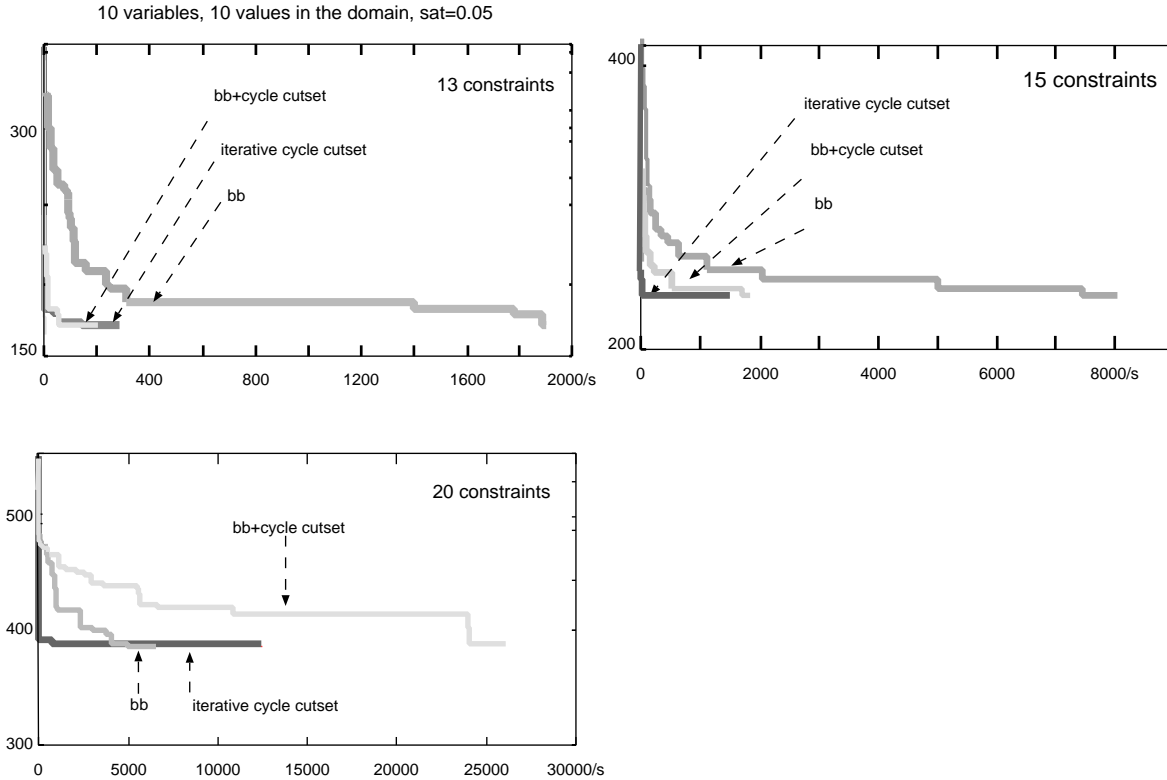 10 variables, 10 values in the domain, sat=0.05
13 constraints
bb+cycle cutset
iterative cycle cutset
bb
300
150
0 400 800 1200 1600 2000/s
15 constraints
iterative cycle cutset
bb+cycle cutset
bb
400
200
0 2000 4000 6000 8000/s
20 constraints
bb+cycle cutset
bb
iterative cycle cutset
500
400
300
0 5000 10000 15000 20000 25000 30000/s